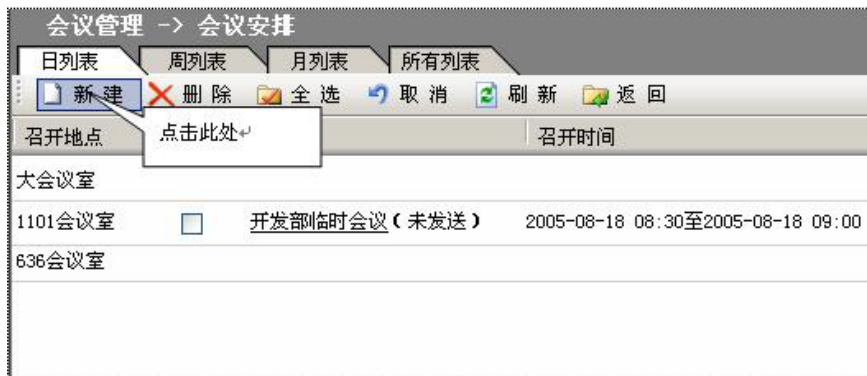 会议管理 -> 会议安排
日列表 周列表 月列表 所有列表
新建 删除 全选 取消 刷新 返回
召开地点 点击此处 召开时间
大会议室
1101会议室 开发部临时会议(未发送) 2005-08-18 08:30至2005-08-18 09:00
636会议室